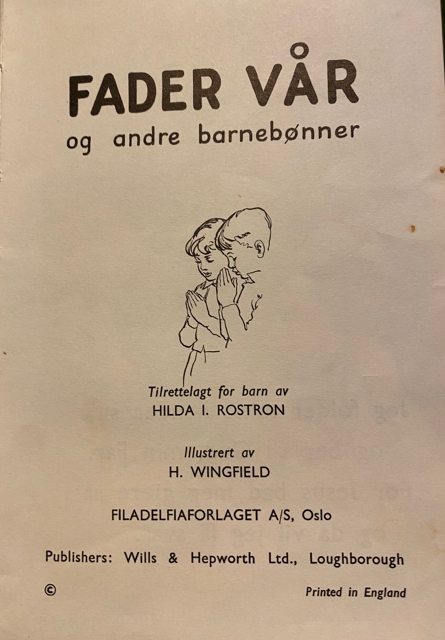 FADER VÅR
og andre barnebønner
Tilrettelagt for barn av
HILDA I. ROSTRON
Illustrert av
H. WINGFIELD
FILADELFIAFORLAGET A/S, Oslo
Publishers: Wills & Hepworth Ltd., Loughborough
© Printed in England